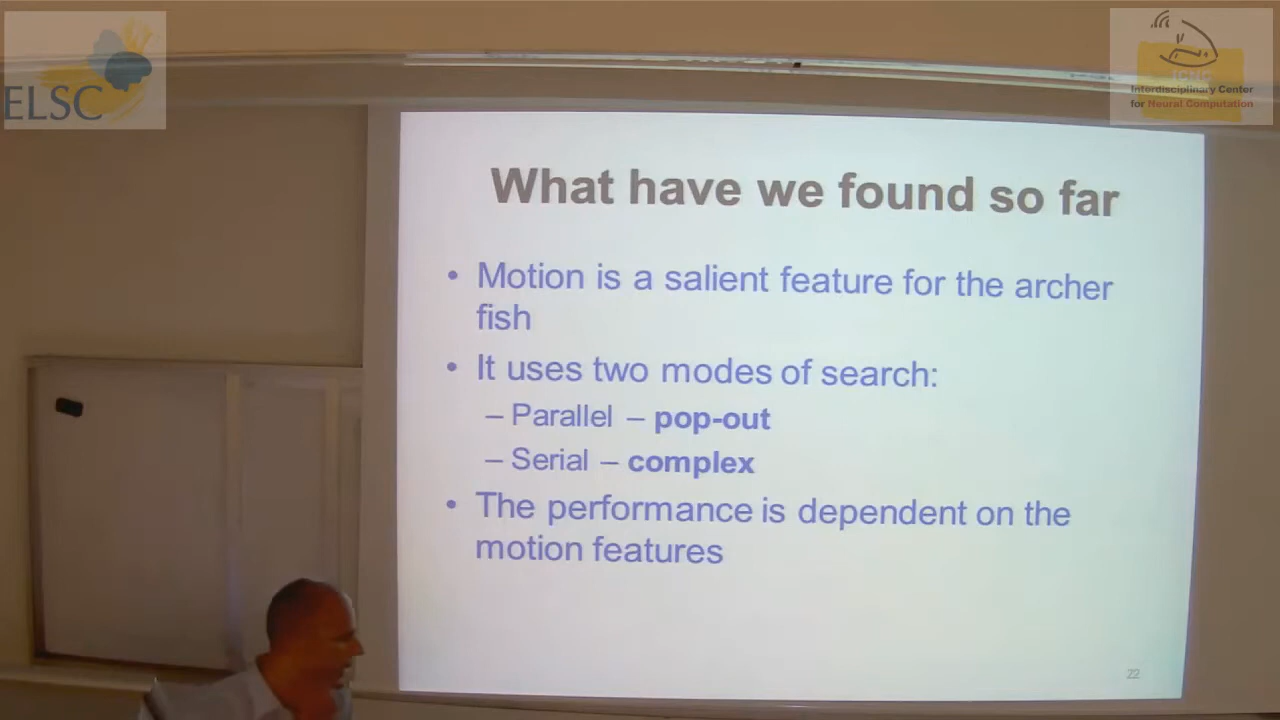 ELSC
ICNC
Interdisciplinary Center
for Neural Computation
What have we found so far
• Motion is a salient feature for the archer
fish
• It uses two modes of search:
– Parallel – pop-out
– Serial – complex
• The performance is dependent on the
motion features
22